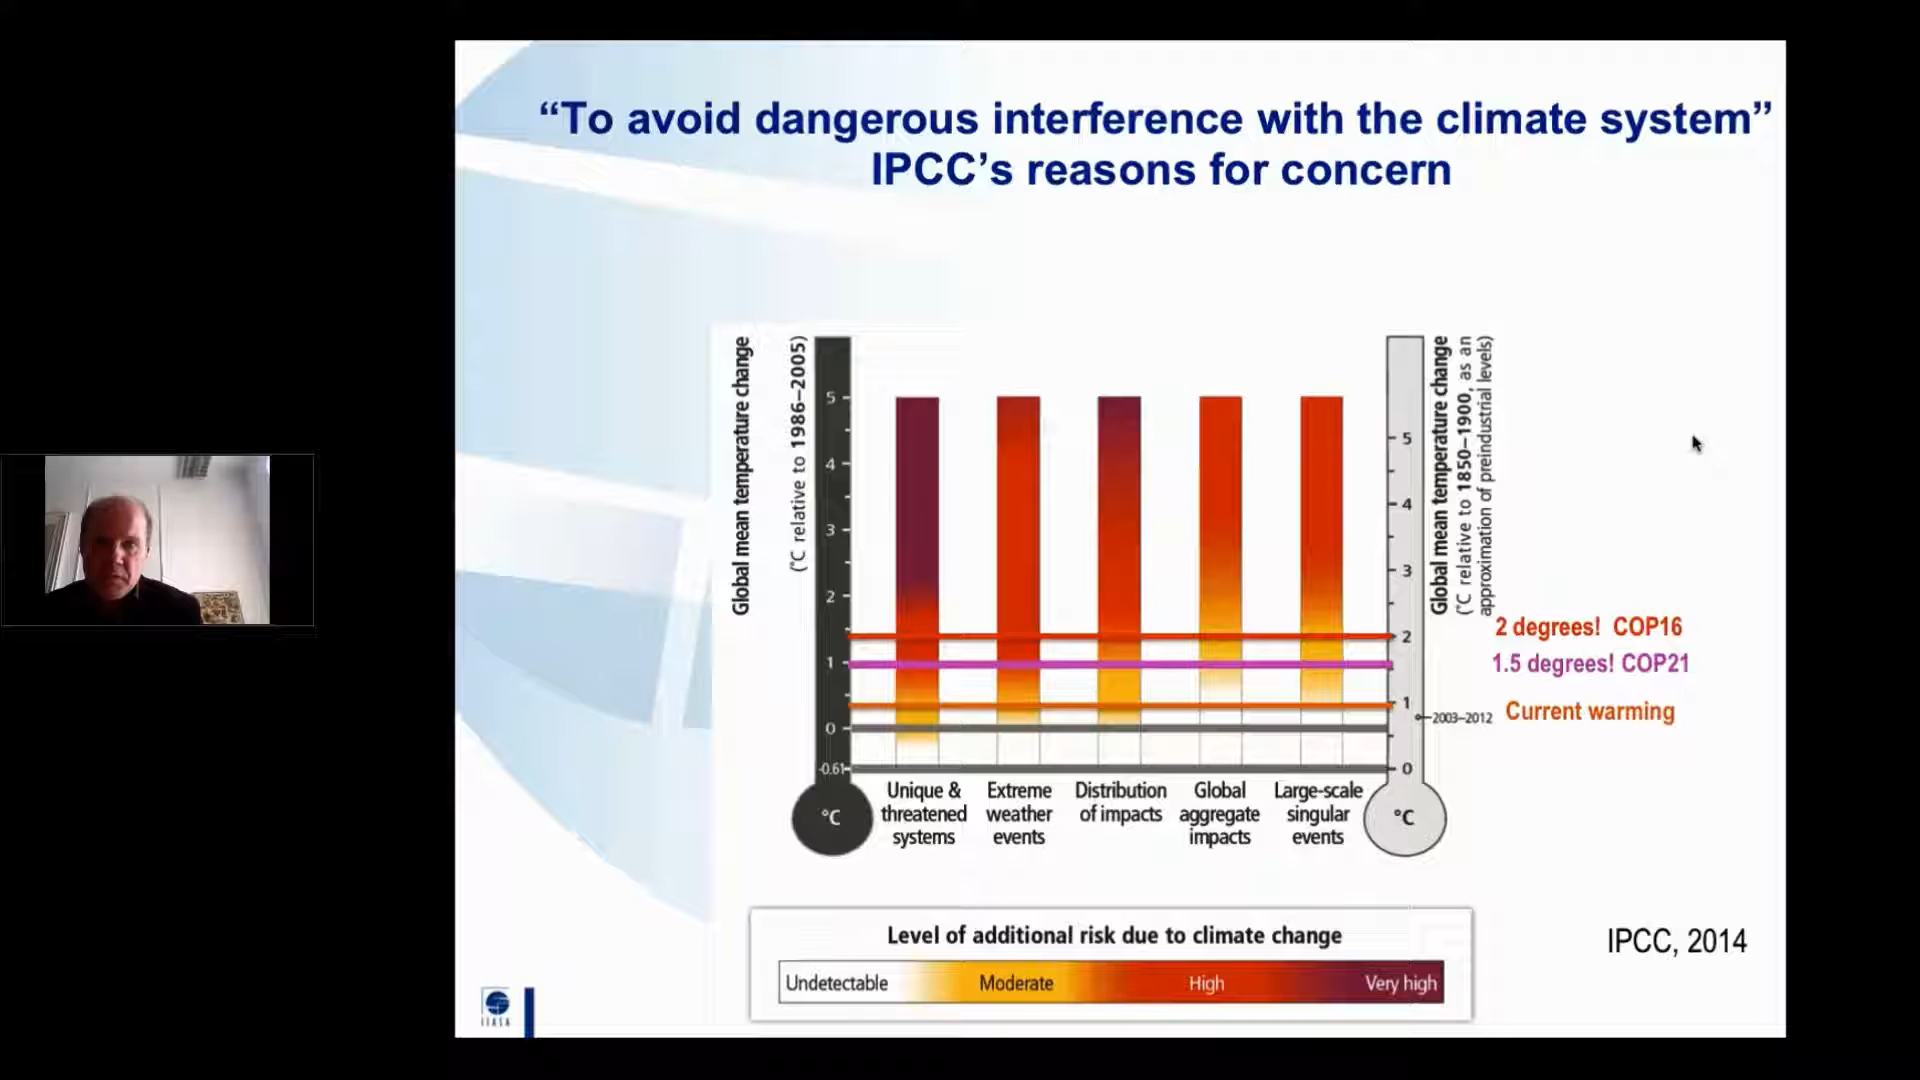 “To avoid dangerous interference with the climate system”
IPCC’s reasons for concern
Global mean temperature change
(°C relative to 1986–2005)
5
4
3
2
1
0
-0.61
°C
Unique &
threatened
systems
Extreme
weather
events
Distribution
of impacts
Global
aggregate
impacts
Large-scale
singular
events
5
4
3
2
1
0
°C
Global mean temperature change
(°C relative to 1850–1900, as an
approximation of preindustrial levels)
2003–2012
2 degrees! COP16
1.5 degrees! COP21
Current warming
Level of additional risk due to climate change
Undetectable
Moderate
High
Very high
IPCC, 2014
IIASA